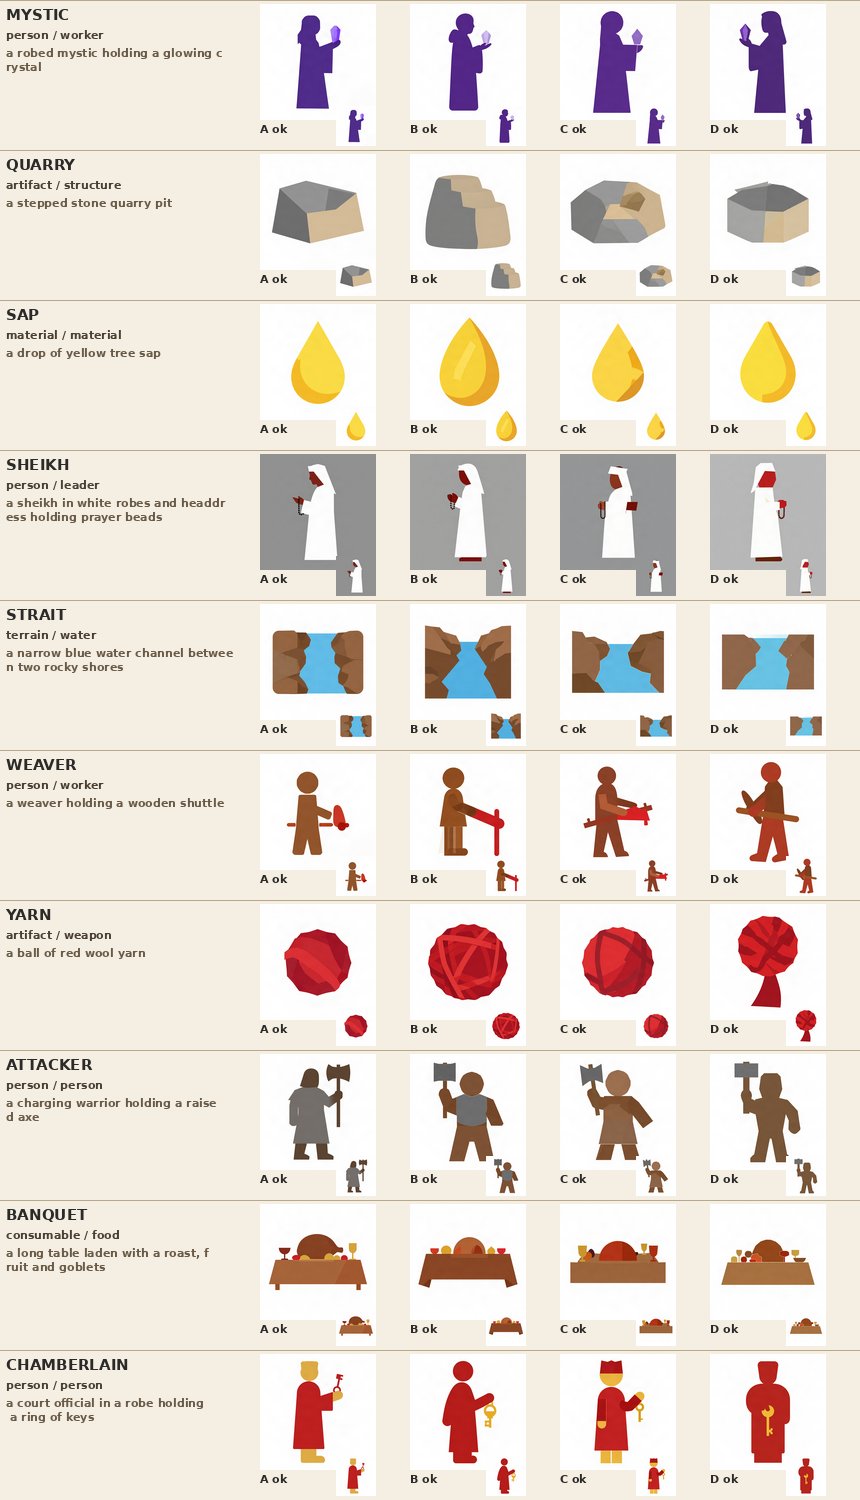 MYSTIC
person / worker
a robed mystic holding a glowing c
rystal
A ok
B ok
C ok
D ok
QUARRY
artifact / structure
a stepped stone quarry pit
A ok
B ok
C ok
D ok
SAP
material / material
a drop of yellow tree sap
A ok
B ok
C ok
D ok
SHEIKH
person / leader
a sheikh in white robes and headdr
ess holding prayer beads
A ok
B ok
C ok
D ok
STRAIT
terrain / water
a narrow blue water channel betwee
n two rocky shores
A ok
B ok
C ok
D ok
WEAVER
person / worker
a weaver holding a wooden shuttle
A ok
B ok
C ok
D ok
YARN
artifact / weapon
a ball of red wool yarn
A ok
B ok
C ok
D ok
ATTACKER
person / person
a charging warrior holding a raise
d axe
A ok
B ok
C ok
D ok
BANQUET
consumable / food
a long table laden with a roast, f
ruit and goblets
A ok
B ok
C ok
D ok
CHAMBERLAIN
person / person
a court official in a robe holding
a ring of keys
A ok
B ok
C ok
D ok